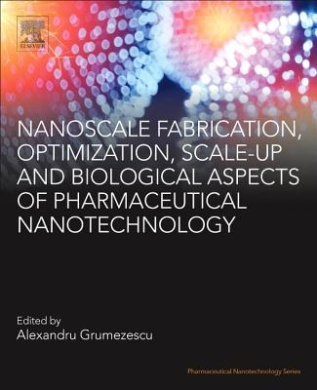 ELSEVIER
NANOSCALE FABRICATION,
OPTIMIZATION, SCALE-UP
AND BIOLOGICAL ASPECTS
OF PHARMACEUTICAL
NANOTECHNOLOGY
Edited by
Alexandru Grumezescu
Pharmaceutical Nanotechnology Series